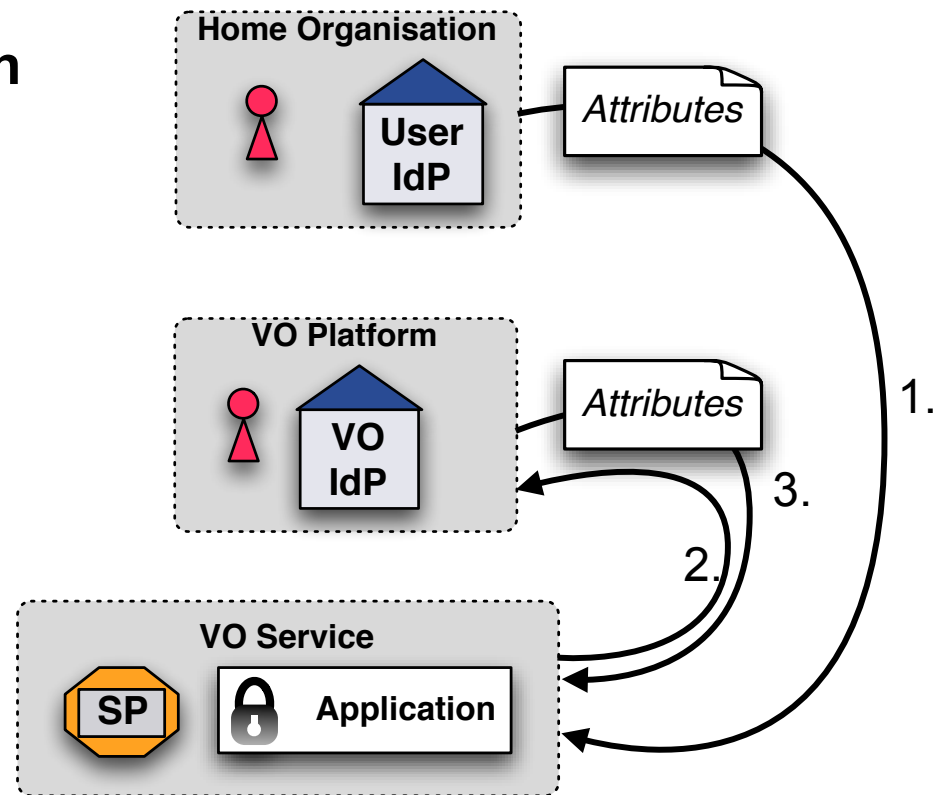 Home Organisation
User
IdP
Attributes
1.
VO Platform
VO
IdP
Attributes
3.
2.
VO Service
SP
Application